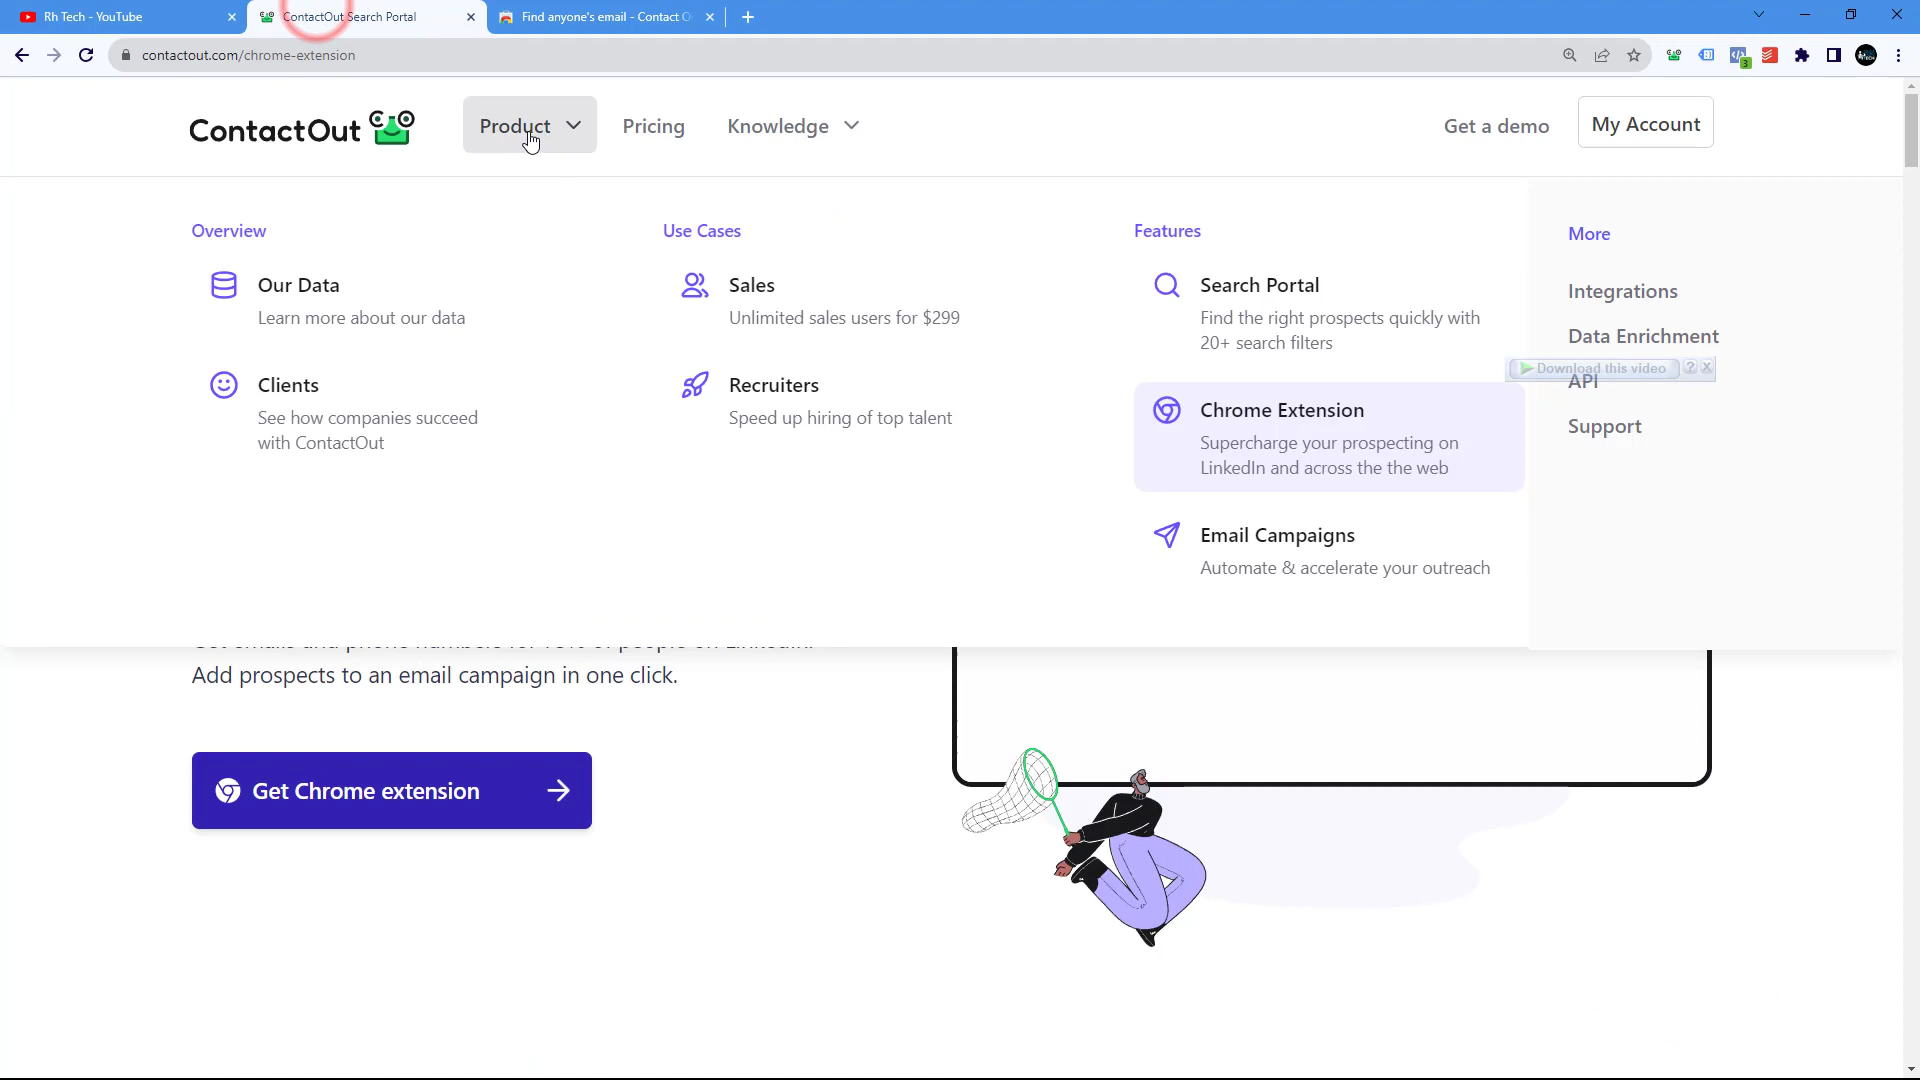 Rh Tech - YouTube
ContactOut Search Portal
Find anyone's email - Contact O
contactout.com/chrome-extension
3
ContactOut
Product
Pricing
Knowledge
Get a demo
My Account
Overview
Our Data
Learn more about our data
Clients
See how companies succeed
with ContactOut
Use Cases
Sales
Unlimited sales users for $299
Recruiters
Speed up hiring of top talent
Features
Search Portal
Find the right prospects quickly with
20+ search filters
Chrome Extension
Supercharge your prospecting on
LinkedIn and across the the web
Email Campaigns
Automate & accelerate your outreach
More
Integrations
Data Enrichment
Download this video
API
Support
Add prospects to an email campaign in one click.
Get Chrome extension